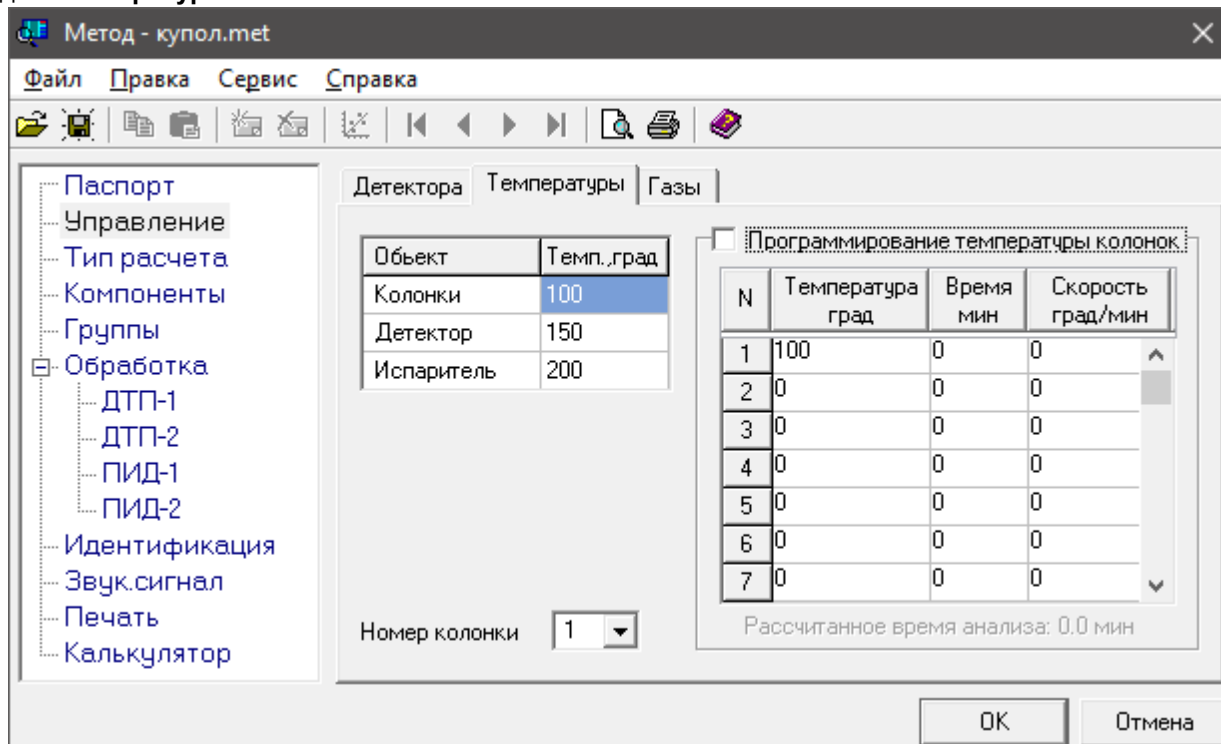 Метод - купол.met
Файл Правка Сервис Справка
Паспорт
Управление
Тип расчета
Компоненты
Группы
Обработка
ДТП-1
ДТП-2
ПИД-1
ПИД-2
Идентификация
Звук.сигнал
Печать
Калькулятор
Детектора Температуры Газы
Обьект Темп.,град
Колонки 100
Детектор 150
Испаритель 200
Номер колонки 1
Программирование температуры колонок
N Температура град Время мин Скорость град/мин
1 100 0 0
2 0 0 0
3 0 0 0
4 0 0 0
5 0 0 0
6 0 0 0
7 0 0 0
Рассчитанное время анализа: 0.0 мин
OK Отмена